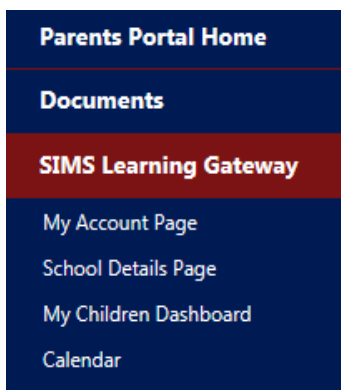 Parents Portal Home
Documents
SIMS Learning Gateway
My Account Page
School Details Page
My Children Dashboard
Calendar